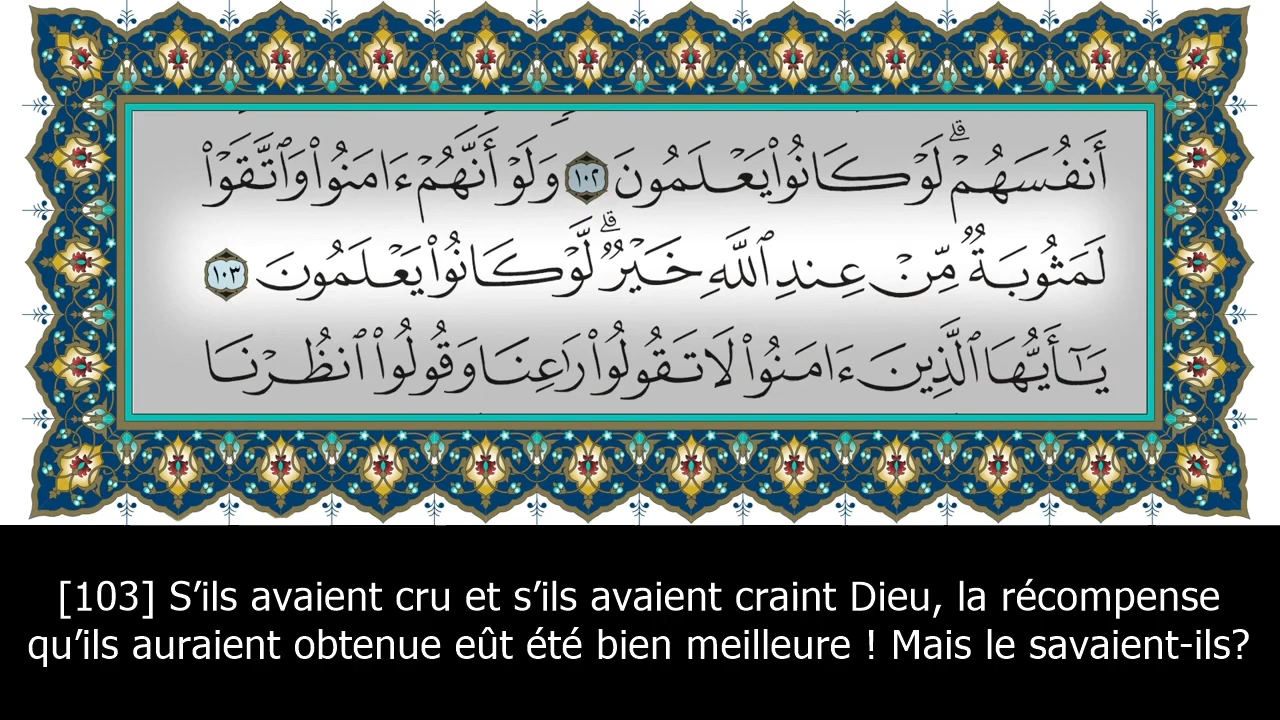 أَنفُسَهُمْ ۚ لَوْ كَانُوا۟ يَعْلَمُونَ ١٠٢ وَلَوْ أَنَّهُمْ ءَامَنُوا۟ وَٱتَّقَوْا۟
لَمَثُوبَةٌ مِّنْ عِندِ ٱللَّهِ خَيْرٌ ۖ لَّوْ كَانُوا۟ يَعْلَمُونَ ١٠٣
يَٰٓأَيُّهَا ٱلَّذِينَ ءَامَنُوا۟ لَا تَقُولُوا۟ رَٰعِنَا وَقُولُوا۟ ٱنظُرْنَا
[103] S’ils avaient cru et s’ils avaient craint Dieu, la récompense
qu’ils auraient obtenue eût été bien meilleure ! Mais le savaient-ils?